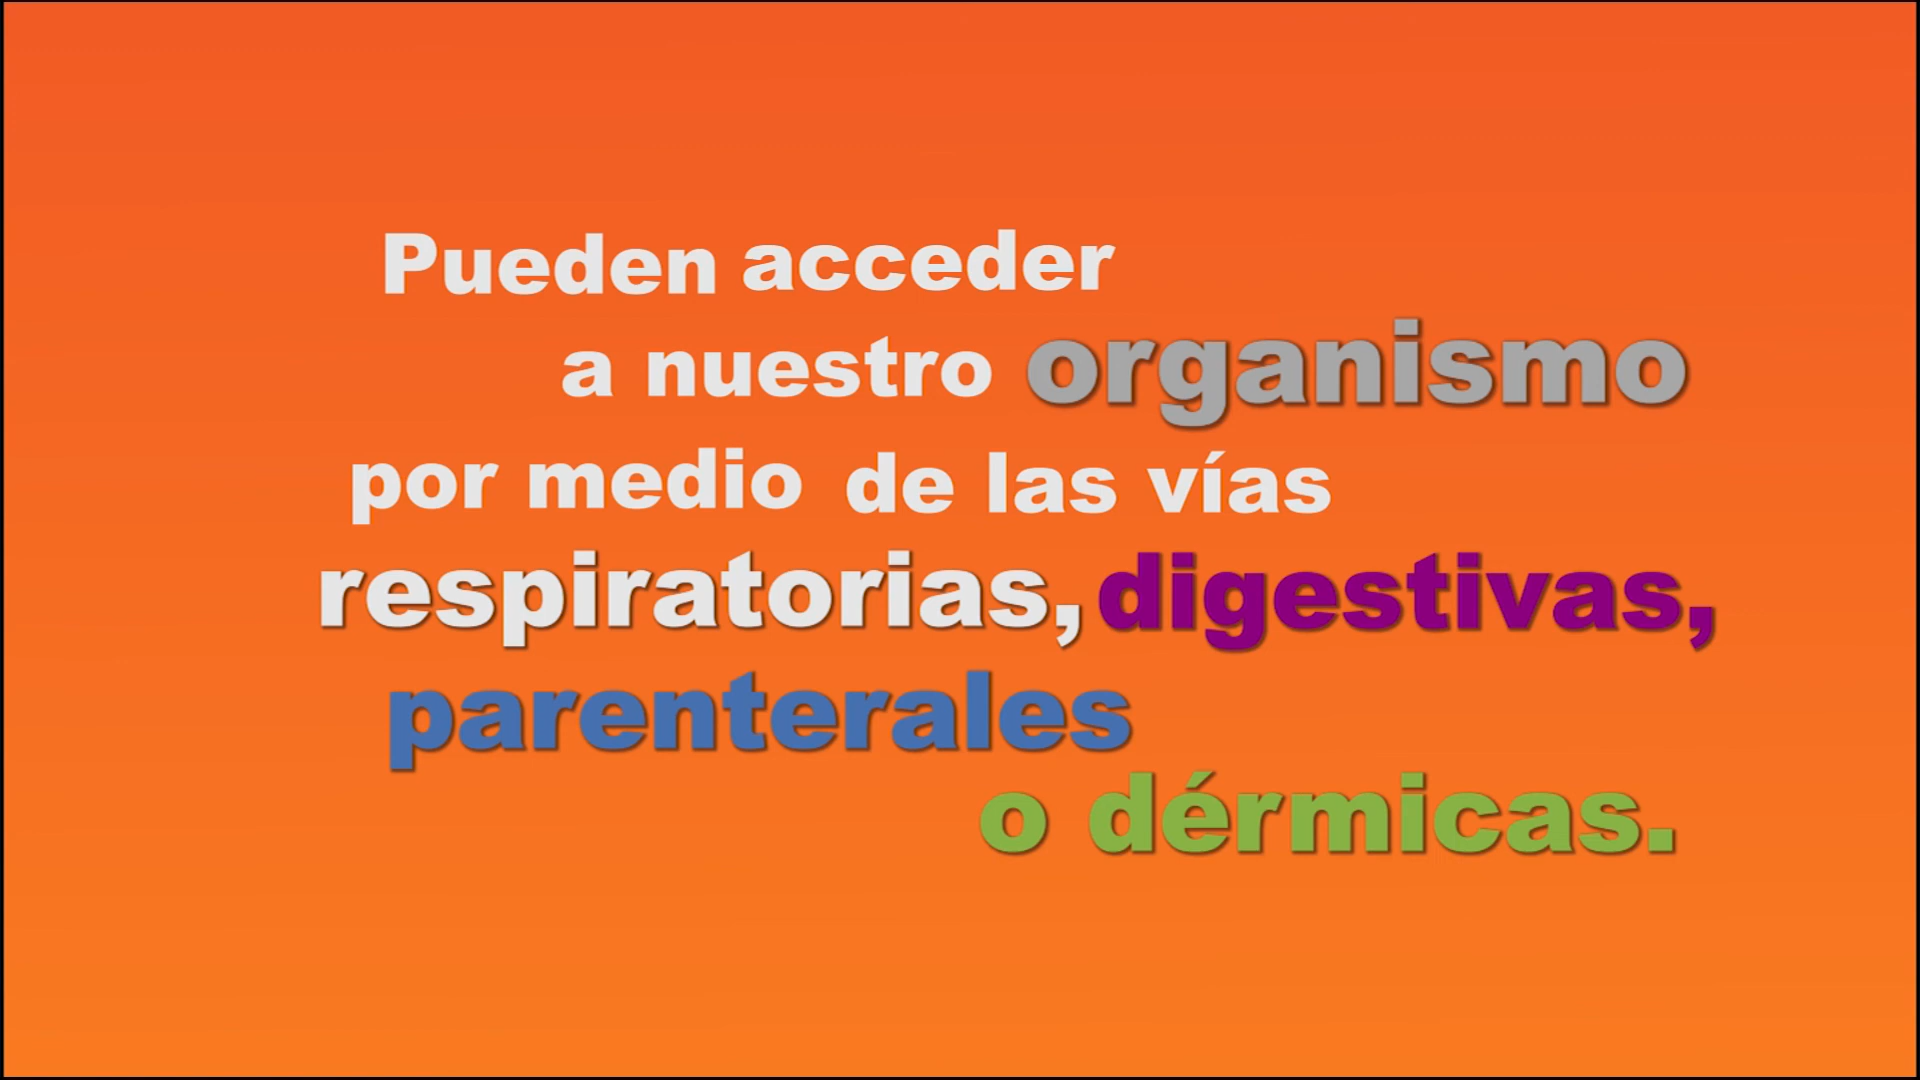 Pueden acceder
a nuestro organismo
por medio de las vías
respiratorias, digestivas,
parenterales
o dérmicas.